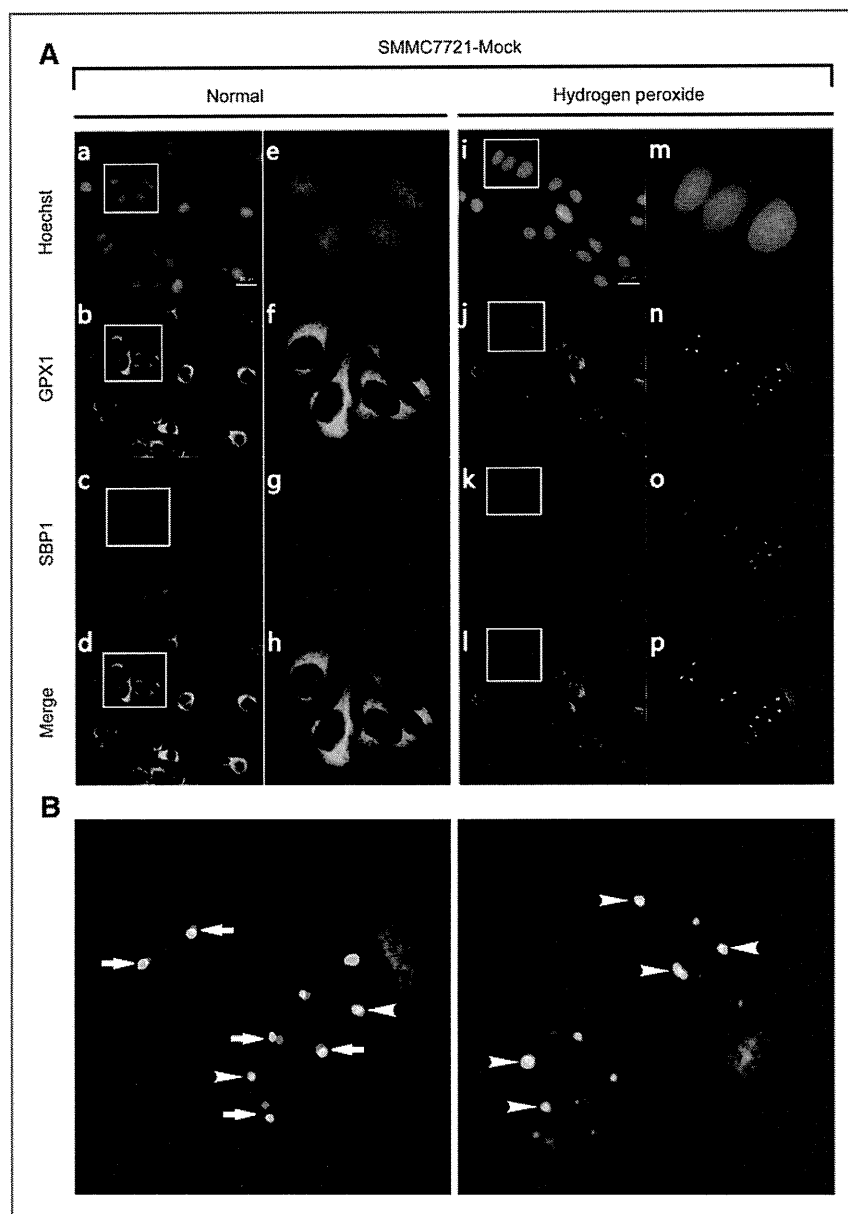 A
SMMC7721-Mock
Normal
Hydrogen peroxide
Hoechst
a
e
i
m
GPX1
b
f
j
n
SBP1
c
g
k
o
Merge
d
h
l
p
B